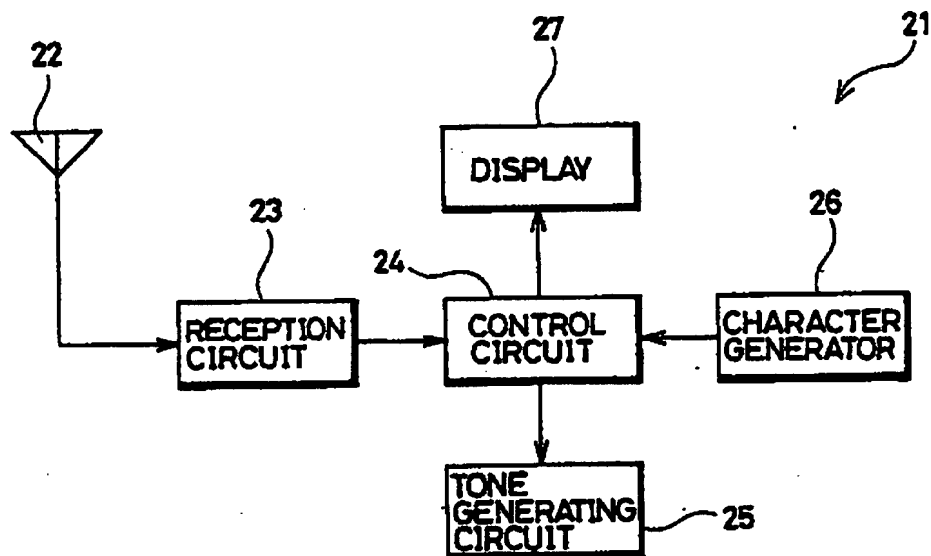 21
27
22
DISPLAY
23
26
24
RECEPTION
CIRCUIT
CONTROL
CIRCUIT
CHARACTER
GENERATOR
TONE
GENERATING
CIRCUIT
25